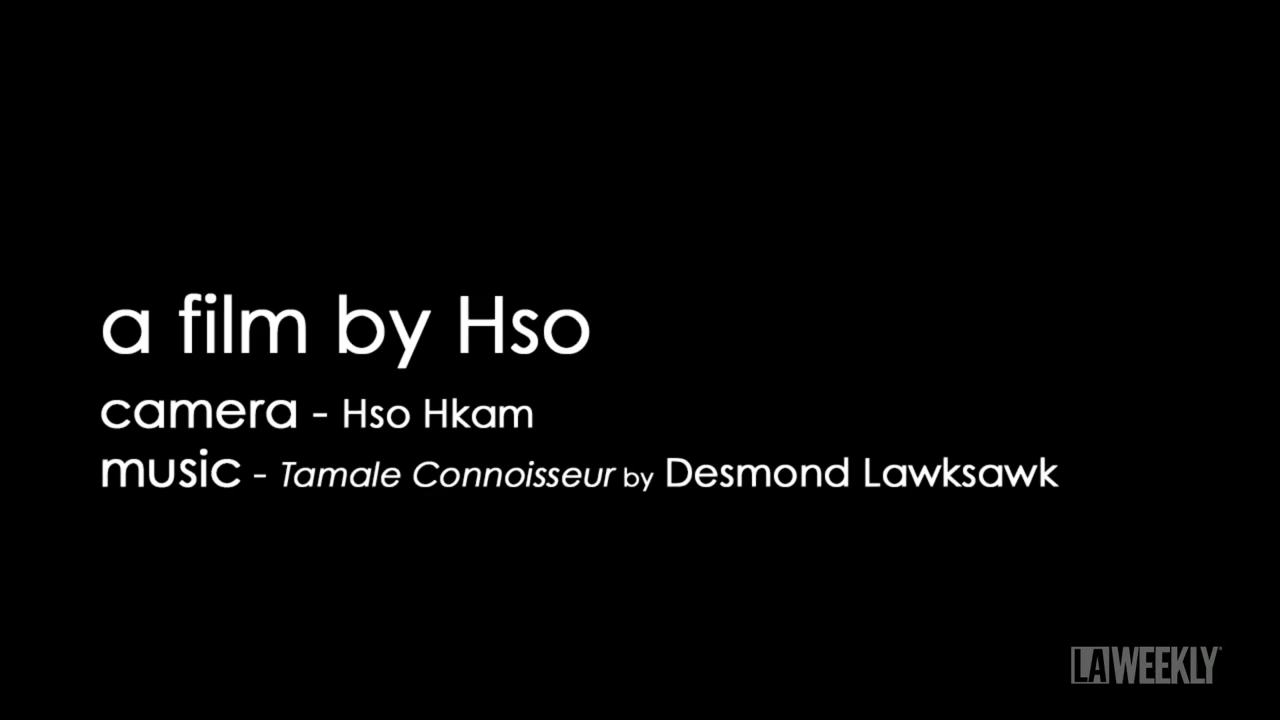 a film by Hso
camera - Hso Hkam
music - Tamale Connoisseur by Desmond Lawksawk
LAWEEKLY